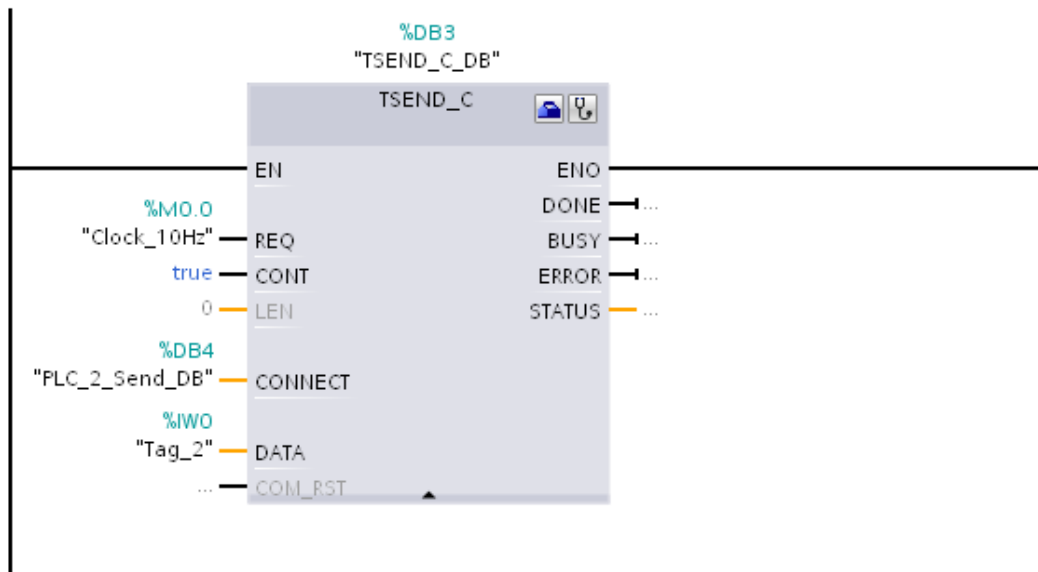 %DB3
"TSEND_C_DB"
TSEND_C
EN
ENO
DONE
...
%M0.0
"Clock_10Hz"
REQ
BUSY
...
true
CONT
ERROR
...
0
LEN
STATUS
...
%DB4
"PLC_2_Send_DB"
CONNECT
%IW0
"Tag_2"
DATA
...
COM_RST